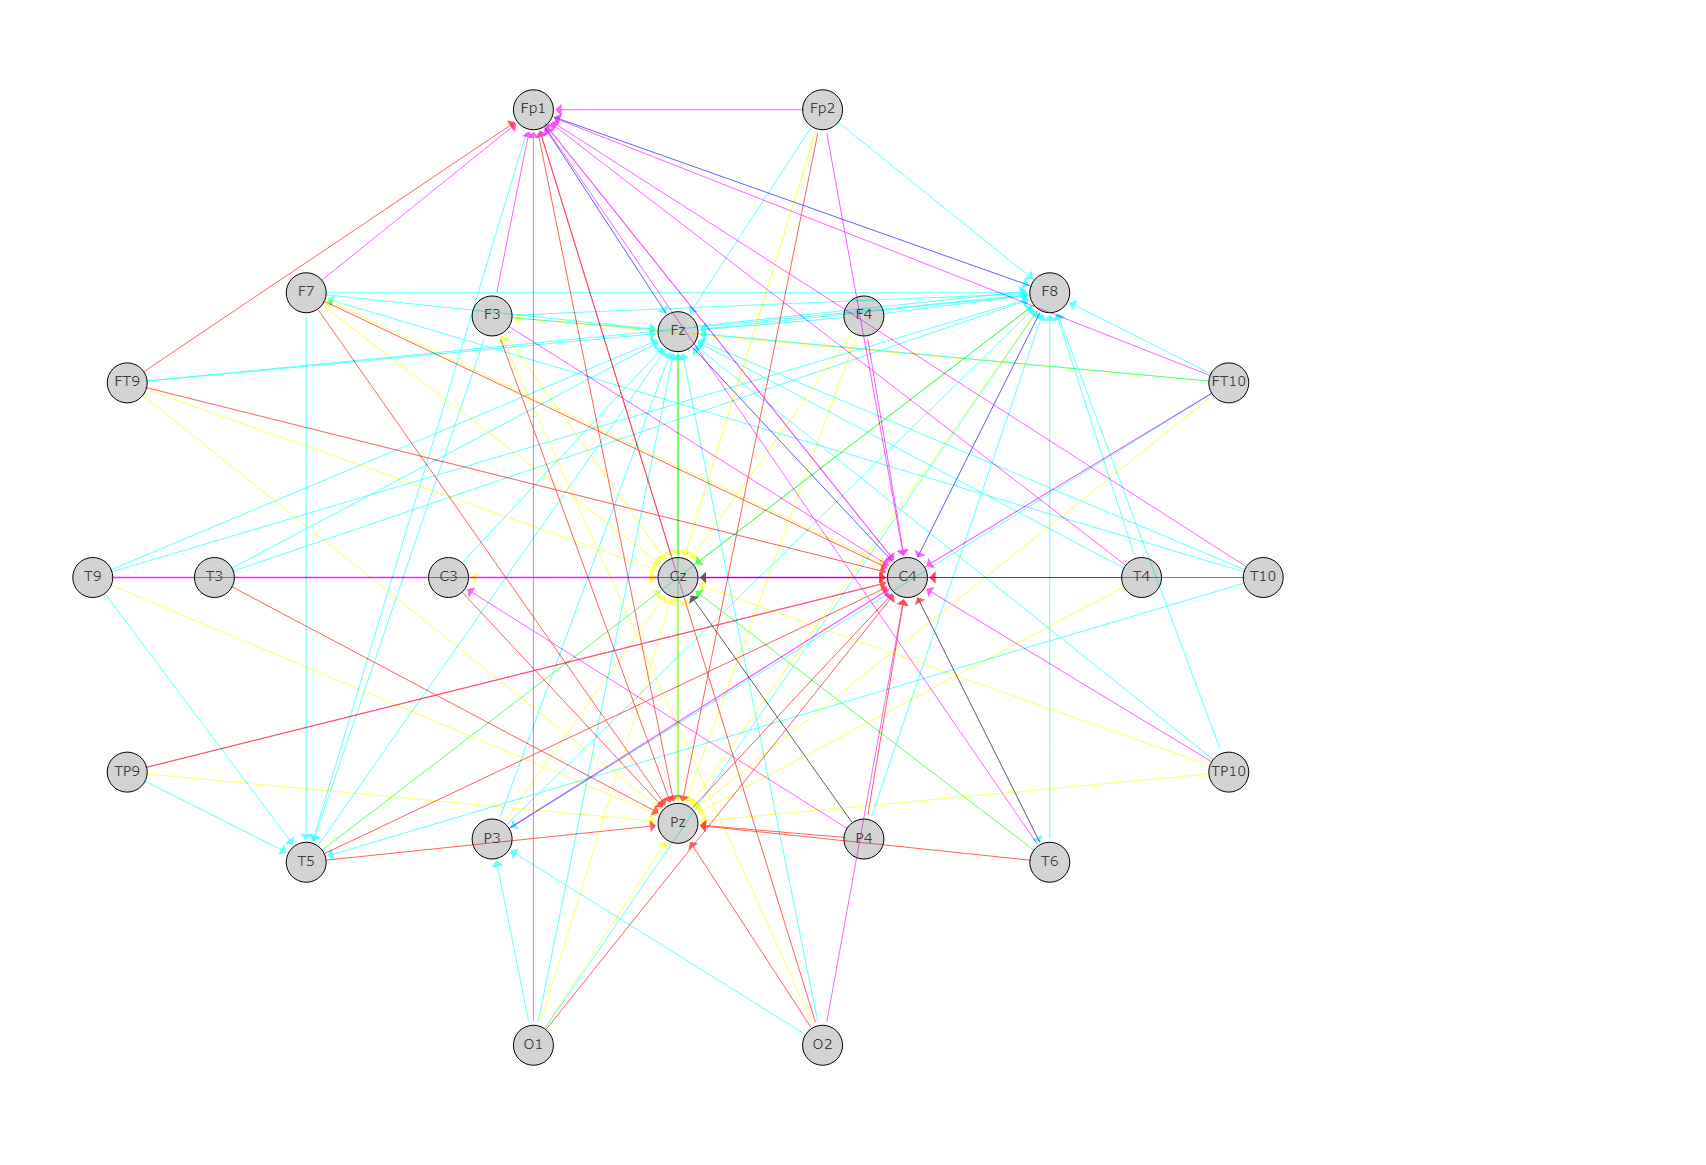 Fp1 Fp2
F7 F3 Fz F4 F8
FT9 FT10
T9 T3 C3 Cz C4 T4 T10
TP9 TP10
T5 P3 Pz P4 T6
O1 O2